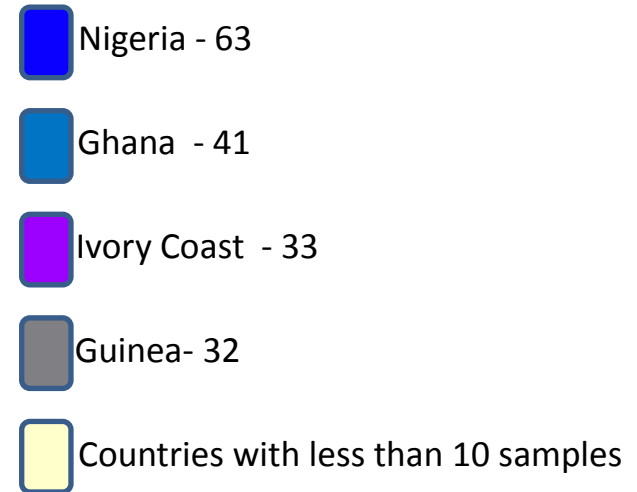 Nigeria - 63
Ghana - 41
Ivory Coast - 33
Guinea- 32
Countries with less than 10 samples